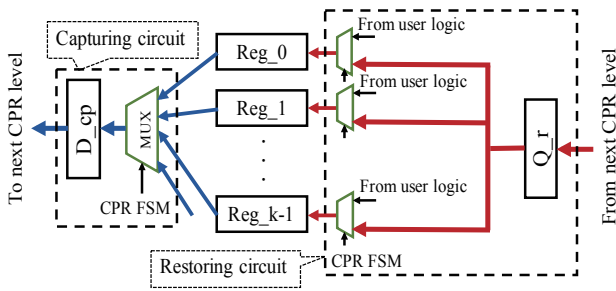 Capturing circuit
To next CPR level
D_cp
MUX
CPR FSM
Reg_0
Reg_1
Reg_k-1
From user logic
From user logic
From user logic
CPR FSM
Q_r
From next CPR level
Restoring circuit